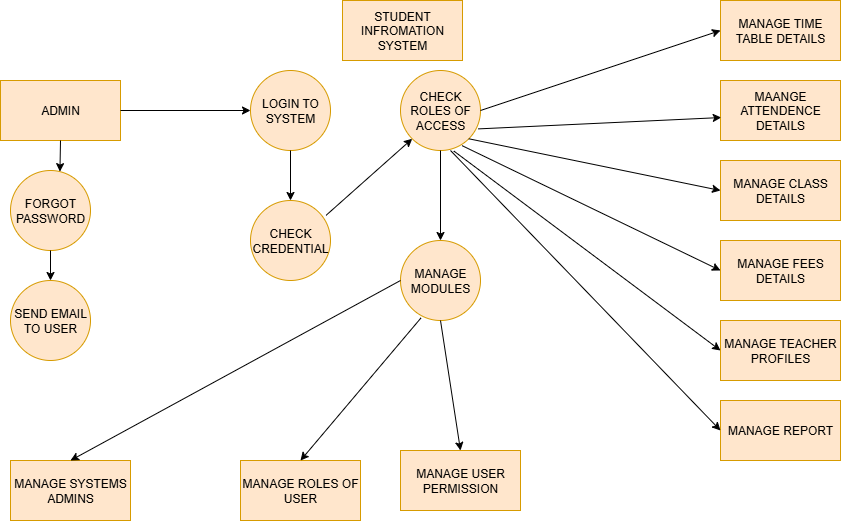 STUDENT
INFROMATION
SYSTEM
MANAGE TIME
TABLE DETAILS
ADMIN
LOGIN TO
SYSTEM
CHECK
ROLES OF
ACCESS
MAANGE
ATTENDENCE
DETAILS
FORGOT
PASSWORD
CHECK
CREDENTIAL
MANAGE CLASS
DETAILS
MANAGE
MODULES
MANAGE FEES
DETAILS
SEND EMAIL
TO USER
MANAGE TEACHER
PROFILES
MANAGE REPORT
MANAGE SYSTEMS
ADMINS
MANAGE ROLES OF
USER
MANAGE USER
PERMISSION